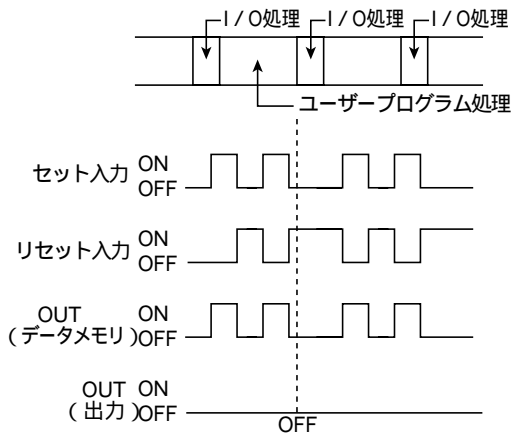 I/O処理 I/O処理 I/O処理
ユーザープログラム処理
セット入力 ON
OFF
リセット入力 ON
OFF
OUT ON
(データメモリ)OFF
OUT ON
(出力)OFF
OFF